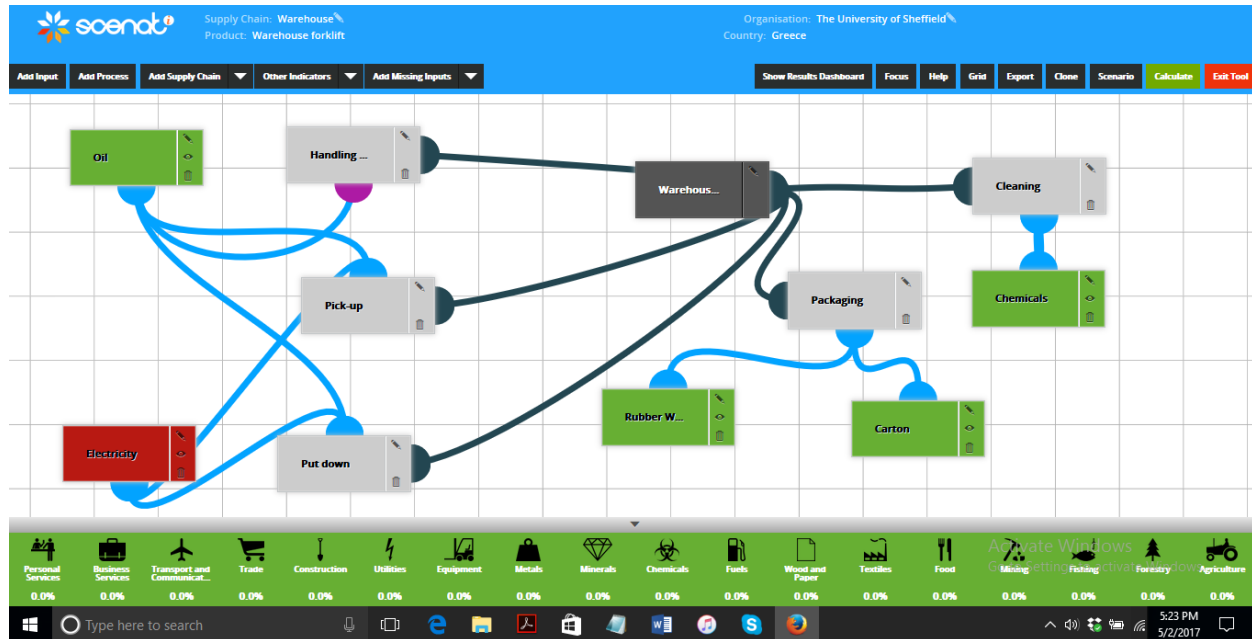 scenat
Supply Chain: Warehouse
Product: Warehouse forklift
Organisation: The University of Sheffield
Country: Greece
Add Input
Add Process
Add Supply Chain
Other Indicators
Add Missing Inputs
Show Results Dashboard
Focus
Help
Grid
Export
Clone
Scenario
Calculate
Exit Tool
Oil
Handling ...
Warehous...
Cleaning
Pick-up
Packaging
Chemicals
Rubber W...
Carton
Electricity
Put down
Personal
Services
0.0%
Business
Services
0.0%
Transport and
Communicat...
0.0%
Trade
0.0%
Construction
0.0%
Utilities
0.0%
Equipment
0.0%
Metals
0.0%
Minerals
0.0%
Chemicals
0.0%
Fuels
0.0%
Wood and
Paper
0.0%
Textiles
0.0%
Food
0.0%
Mining
0.0%
Fishing
0.0%
Forestry
0.0%
Agriculture
0.0%
Activate Windows
Go to Settings to activate Windows
Type here to search
5:23 PM
5/2/2017